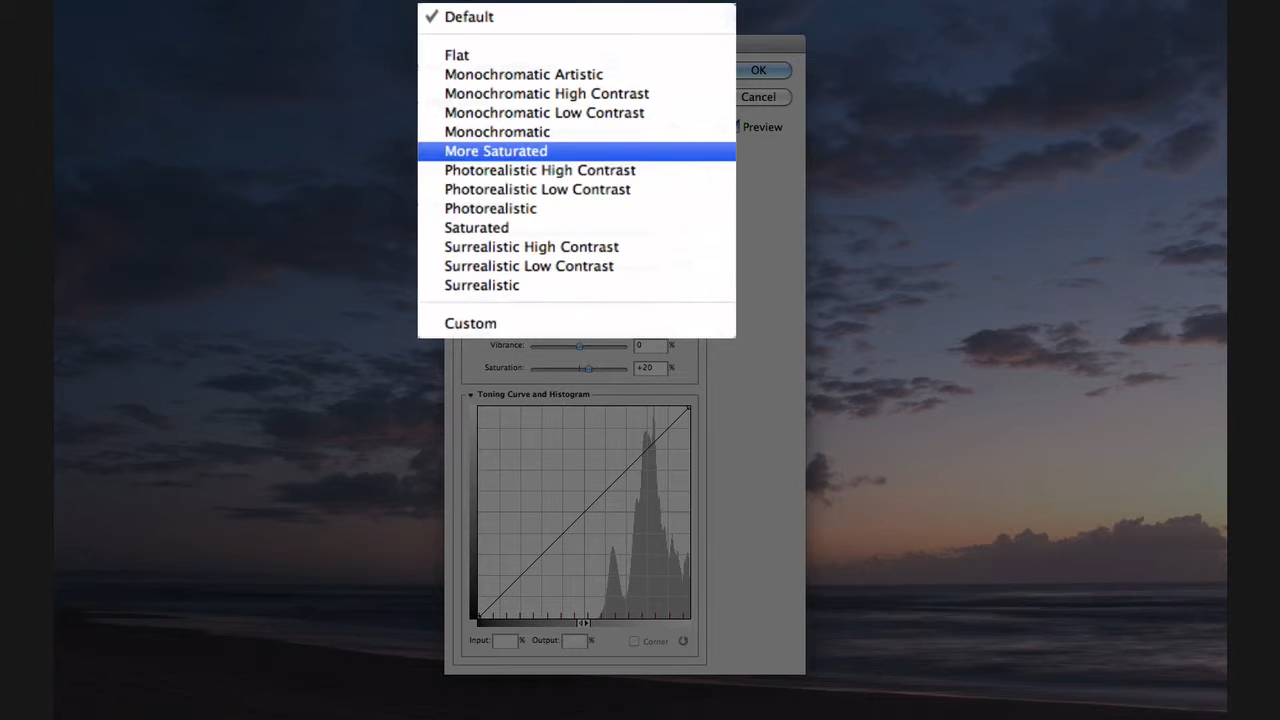 ✓ Default
Flat
Monochromatic Artistic
Monochromatic High Contrast
Monochromatic Low Contrast
Monochromatic
More Saturated
Photorealistic High Contrast
Photorealistic Low Contrast
Photorealistic
Saturated
Surrealistic High Contrast
Surrealistic Low Contrast
Surrealistic
Custom
OK
Cancel
Preview
Vibrance: 0 %
Saturation: +20 %
Toning Curve and Histogram
Input: % Output: % Corner